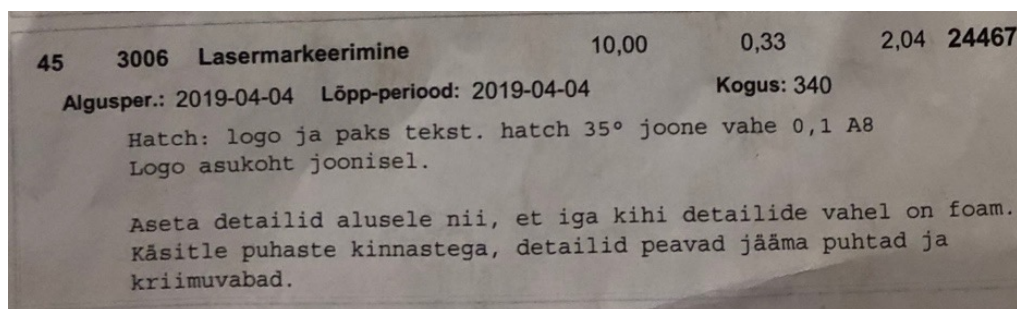 45 3006 Lasermarkeerimine 10,00 0,33 2,04 24467
Algusper.: 2019-04-04 Lõpp-periood: 2019-04-04 Kogus: 340
Hatch: logo ja paks tekst. hatch 35° joone vahe 0,1 A8
Logo asukoht joonisel.
Aseta detailid alusele nii, et iga kihi detailide vahel on foam.
Käsitle puhaste kinnastega, detailid peavad jääma puhtad ja
kriimuvabad.